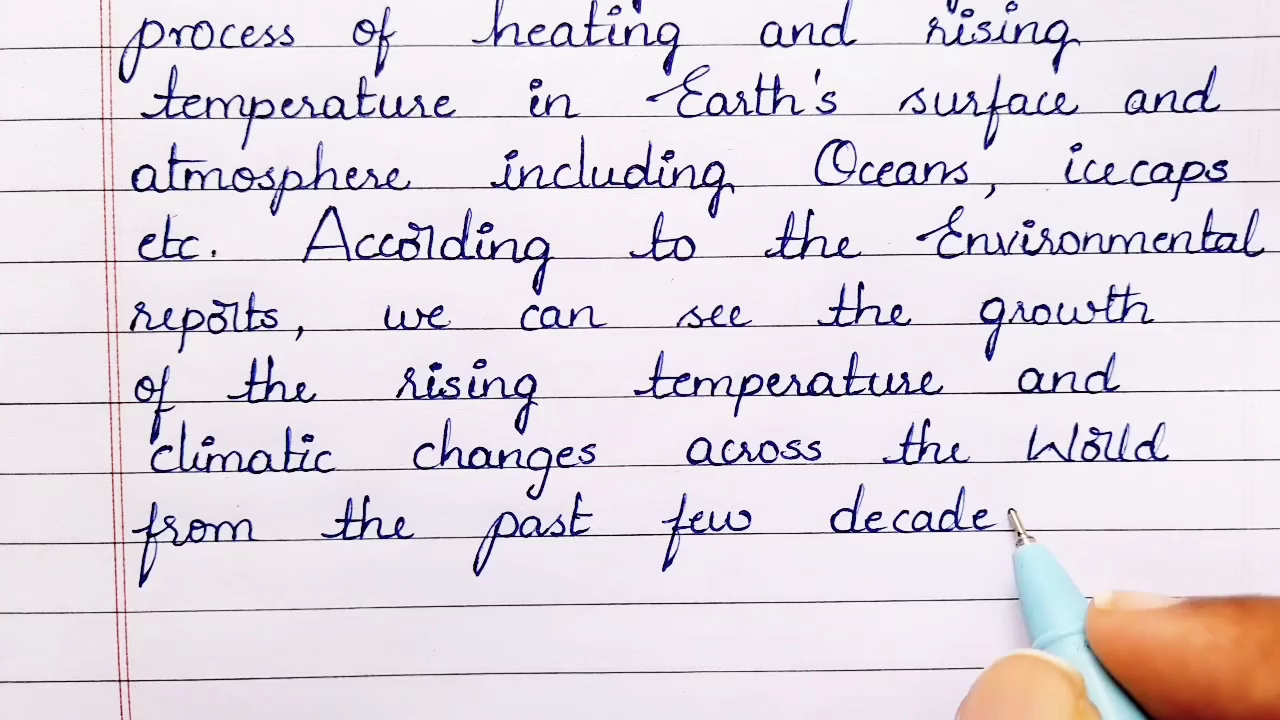 process of heating and rising
temperature in Earth's surface and
atmosphere including Oceans, icecaps
etc. According to the Environmental
reports, we can see the growth
of the rising temperature and
climatic changes across the World
from the past few decade